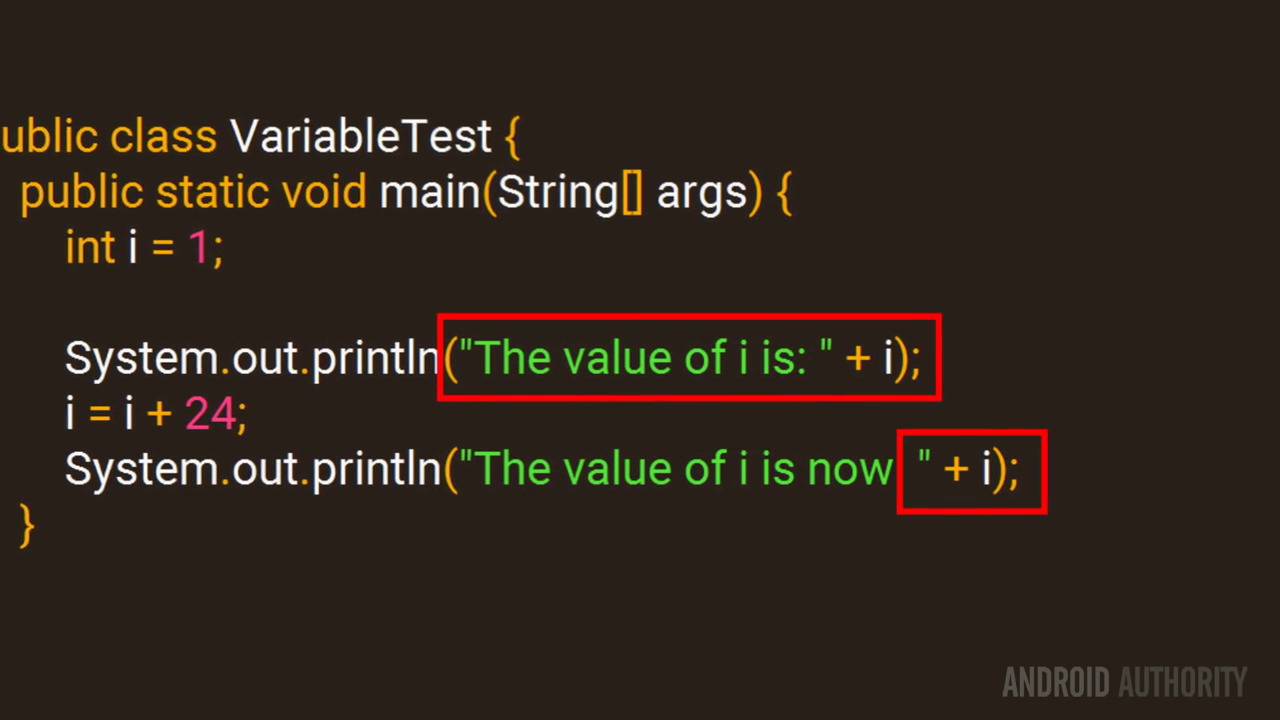 ublic class VariableTest {
public static void main(String[] args) {
int i = 1;
System.out.println("The value of i is: " + i);
i = i + 24;
System.out.println("The value of i is now " + i);
}
ANDROID AUTHORITY